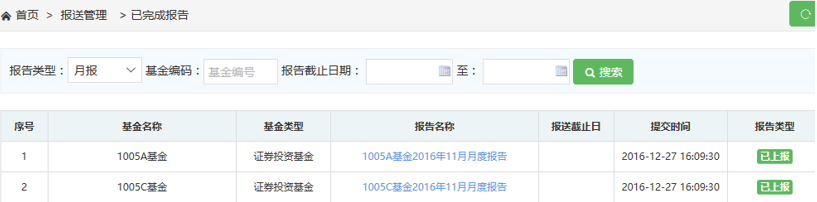 首页 > 报送管理 > 已完成报告
报告类型： 月报 基金编码： 基金编号 报告截止日期： 至： 搜索
序号 基金名称 基金类型 报告名称 报送截止日 提交时间 报告类型
1 1005A基金 证券投资基金 1005A基金2016年11月月度报告 2016-12-27 16:09:30 已上报
2 1005C基金 证券投资基金 1005C基金2016年11月月度报告 2016-12-27 16:09:30 已上报